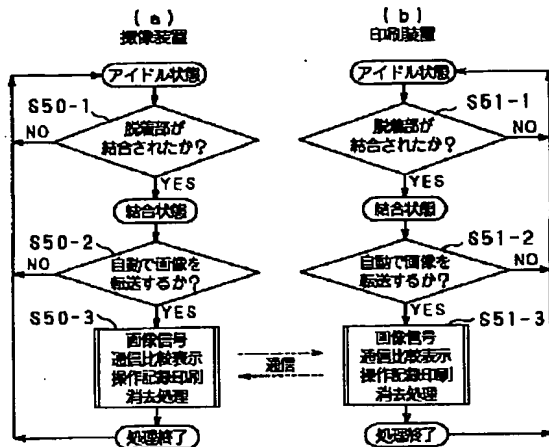 (a)
撮像装置
アイドル状態
S50-1
脱着部が
結合されたか?
NO
YES
結合状態
S50-2
自動で画像を
転送するか?
NO
YES
S50-3
画像信号
通信比較表示
操作記録印刷
消去処理
処理終了
通信
(b)
印刷装置
アイドル状態
S51-1
脱着部が
結合されたか?
NO
YES
結合状態
S51-2
自動で画像を
転送するか?
NO
YES
S51-3
画像信号
通信比較表示
操作記録印刷
消去処理
処理終了